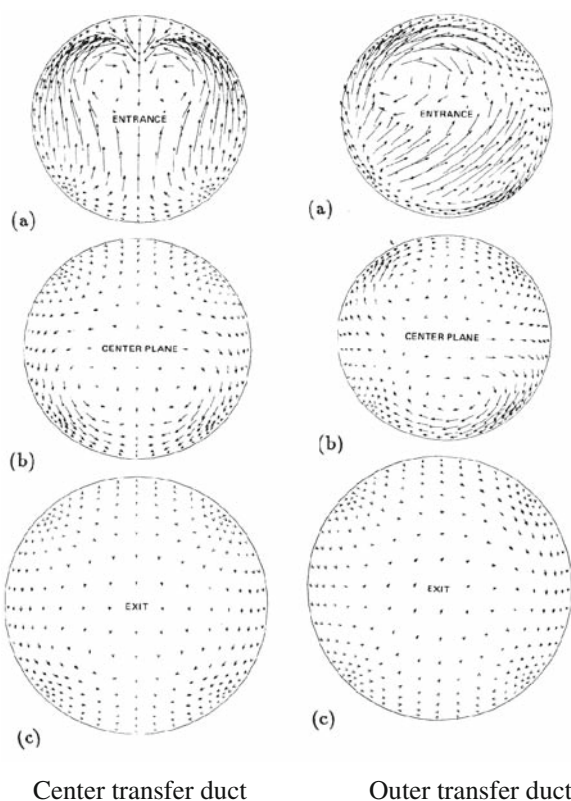 ENTRANCE
(a)
CENTER PLANE
(b)
EXIT
(c)
Center transfer duct
ENTRANCE
(a)
CENTER PLANE
(b)
EXIT
(c)
Outer transfer duct